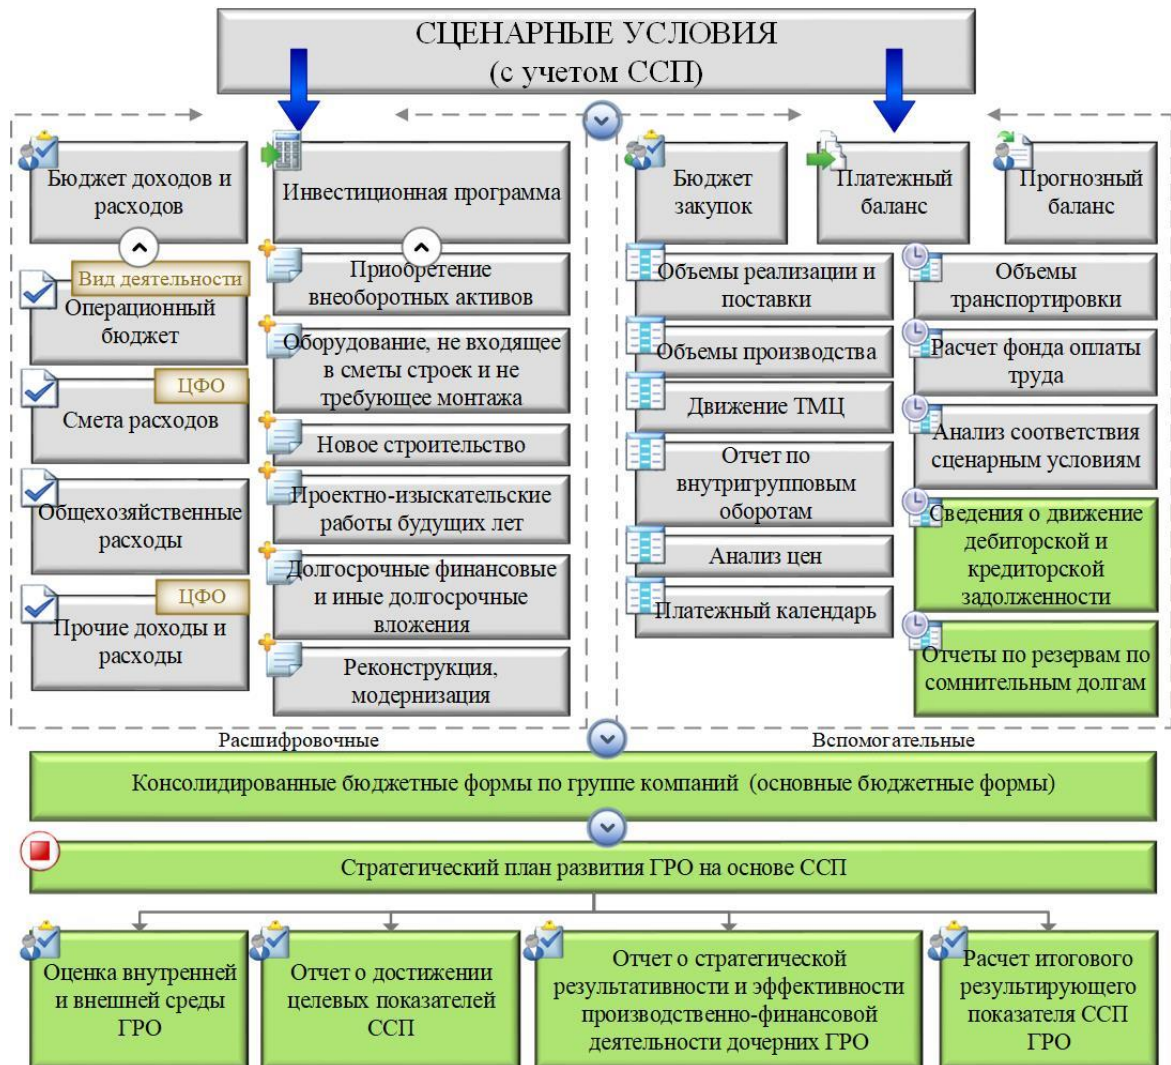 СЦЕНАРНЫЕ УСЛОВИЯ
(с учетом ССП)
Бюджет доходов и
расходов
Инвестиционная программа
Бюджет
закупок
Платежный
баланс
Прогнозный
баланс
Вид деятельности
Операционный
бюджет
ЦФО
Смета расходов
Общехозяйственные
расходы
ЦФО
Прочие доходы и
расходы
Приобретение
внеоборотных активов
Оборудование, не входящее
в сметы строек и не
требующее монтажа
Новое строительство
Проектно-изыскательские
работы будущих лет
Долгосрочные финансовые
и иные долгосрочные
вложения
Реконструкция,
модернизация
Объемы реализации и
поставки
Объемы производства
Движение ТМЦ
Отчет по
внутригрупповым
оборотам
Анализ цен
Платежный календарь
Объемы
транспортировки
Расчет фонда оплаты
труда
Анализ соответствия
сценарным условиям
Сведения о движение
дебиторской и
кредиторской
задолженности
Отчеты по резервам по
сомнительным долгам
Расшифровочные
Вспомогательные
Консолидированные бюджетные формы по группе компаний (основные бюджетные формы)
Стратегический план развития ГРО на основе ССП
Оценка внутренней
и внешней среды
ГРО
Отчет о достижении
целевых показателей
ССП
Отчет о стратегической
результативности и эффективности
производственно-финансовой
деятельности дочерних ГРО
Расчет итогового
результирующего
показателя ССП
ГРО